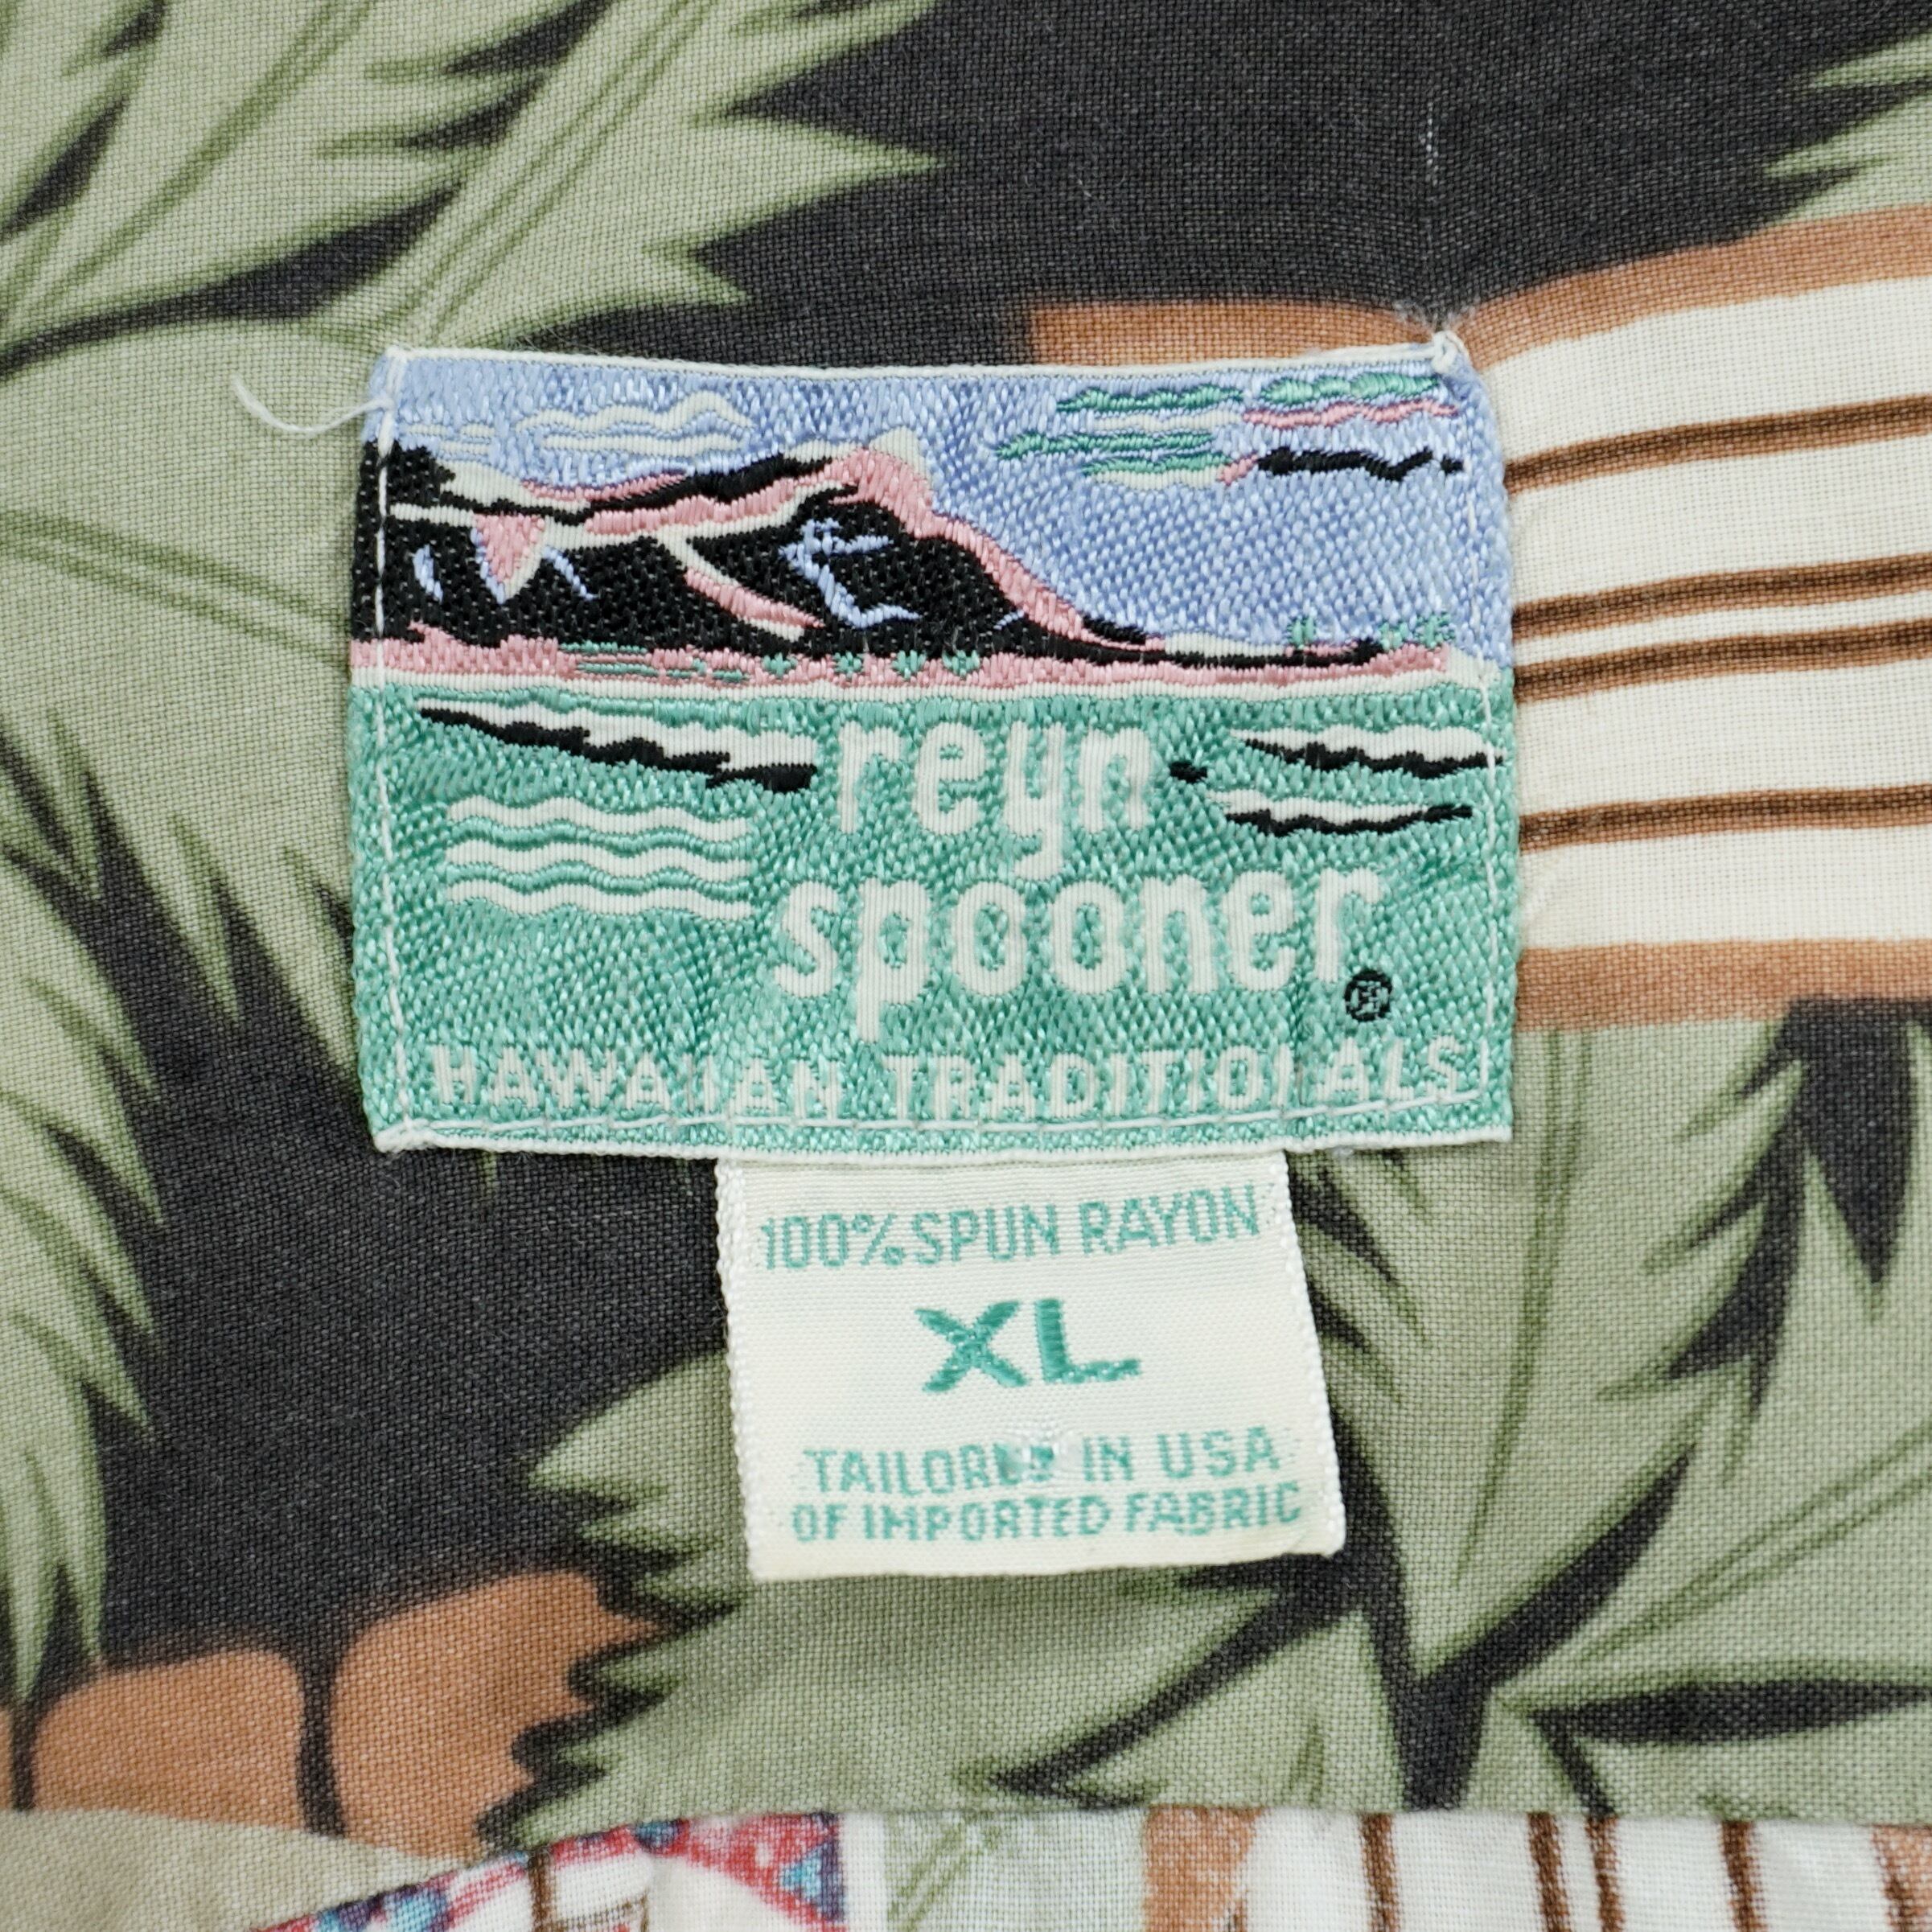 reyn
spooner®
HAWAIIAN TRADITIONALS
100% SPUN RAYON
XL
TAILORED IN USA
OF IMPORTED FABRIC